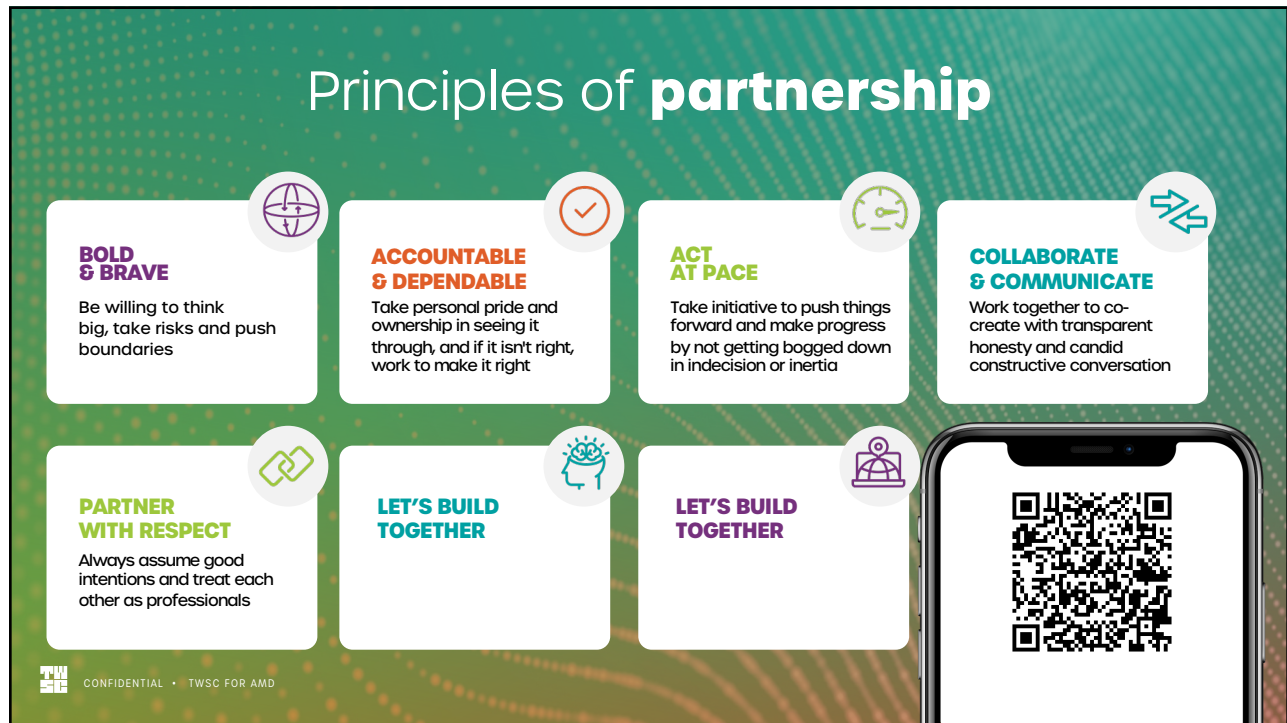 Principles of partnership
BOLD
& BRAVE
Be willing to think
big, take risks and push
boundaries
ACCOUNTABLE
& DEPENDABLE
Take personal pride and
ownership in seeing it
through, and if it isn't right,
work to make it right
ACT
AT PACE
Take initiative to push things
forward and make progress
by not getting bogged down
in indecision or inertia
COLLABORATE
& COMMUNICATE
Work together to co-
create with transparent
honesty and candid
constructive conversation
PARTNER
WITH RESPECT
Always assume good
intentions and treat each
other as professionals
LET’S BUILD
TOGETHER
LET’S BUILD
TOGETHER
TW
SC
CONFIDENTIAL • TWSC FOR AMD